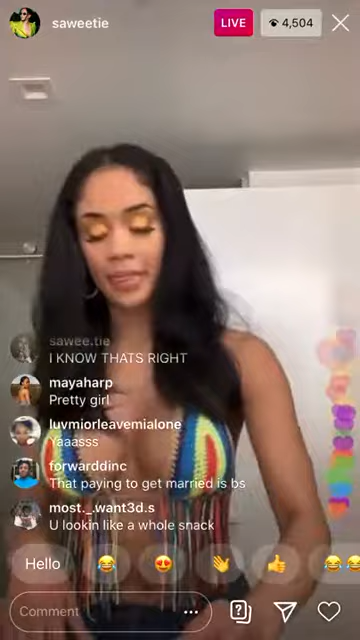 saweetie
LIVE
4,504
sawee.tie
I KNOW THATS RIGHT
mayaharp
Pretty girl
luvmiorleavemialone
Yaaasss
forwarddinc
That paying to get married is bs
most._.want3d.s
U lookin like a whole snack
Hello
Comment